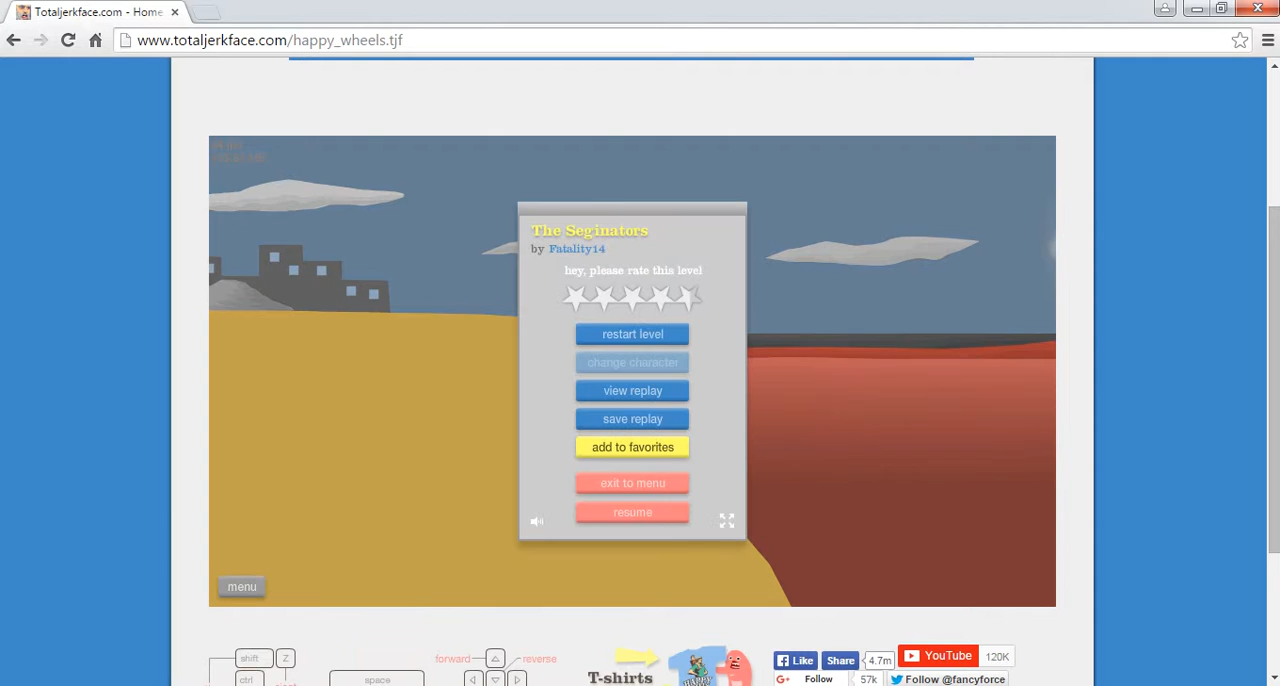 Totaljerkface.com - Home
www.totaljerkface.com/happy_wheels.tjf
The Seginators
by Fatality14
hey, please rate this level
restart level
change character
view replay
save replay
add to favorites
exit to menu
resume
menu
shift Z
ctrl
space
forward
reverse
T-shirts
Like Share 4.7m
YouTube 120K
G+ Follow 57k
Follow @fancyforce